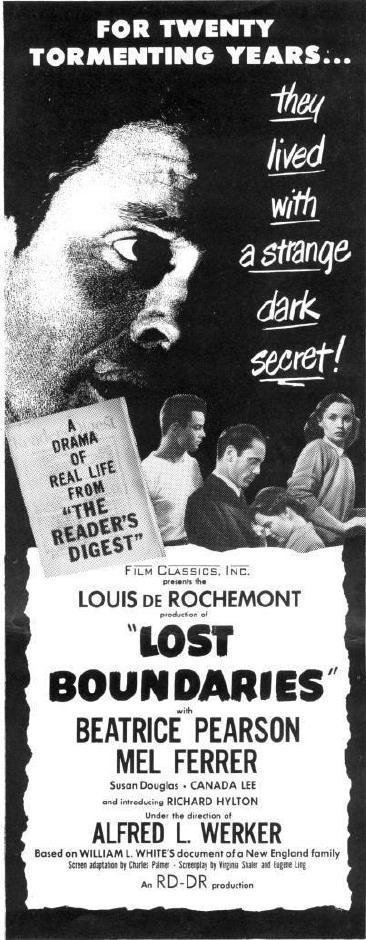 FOR TWENTY
TORMENTING YEARS...
they
lived
with
a strange
dark
secret!
A
DRAMA
OF
REAL LIFE
FROM
"THE
READER'S
DIGEST"
FILM CLASSICS, INC.
presents the
LOUIS DE ROCHEMONT
production of
"LOST
BOUNDARIES"
with
BEATRICE PEARSON
MEL FERRER
Susan Douglas • CANADA LEE
and introducing RICHARD HYLTON
Under the direction of
ALFRED L. WERKER
Based on WILLIAM L. WHITE'S document of a New England family
Screen adaptation by Charles Palmer - Screenplay by Virginia Shaler and Eugene Ling
An RD-DR production